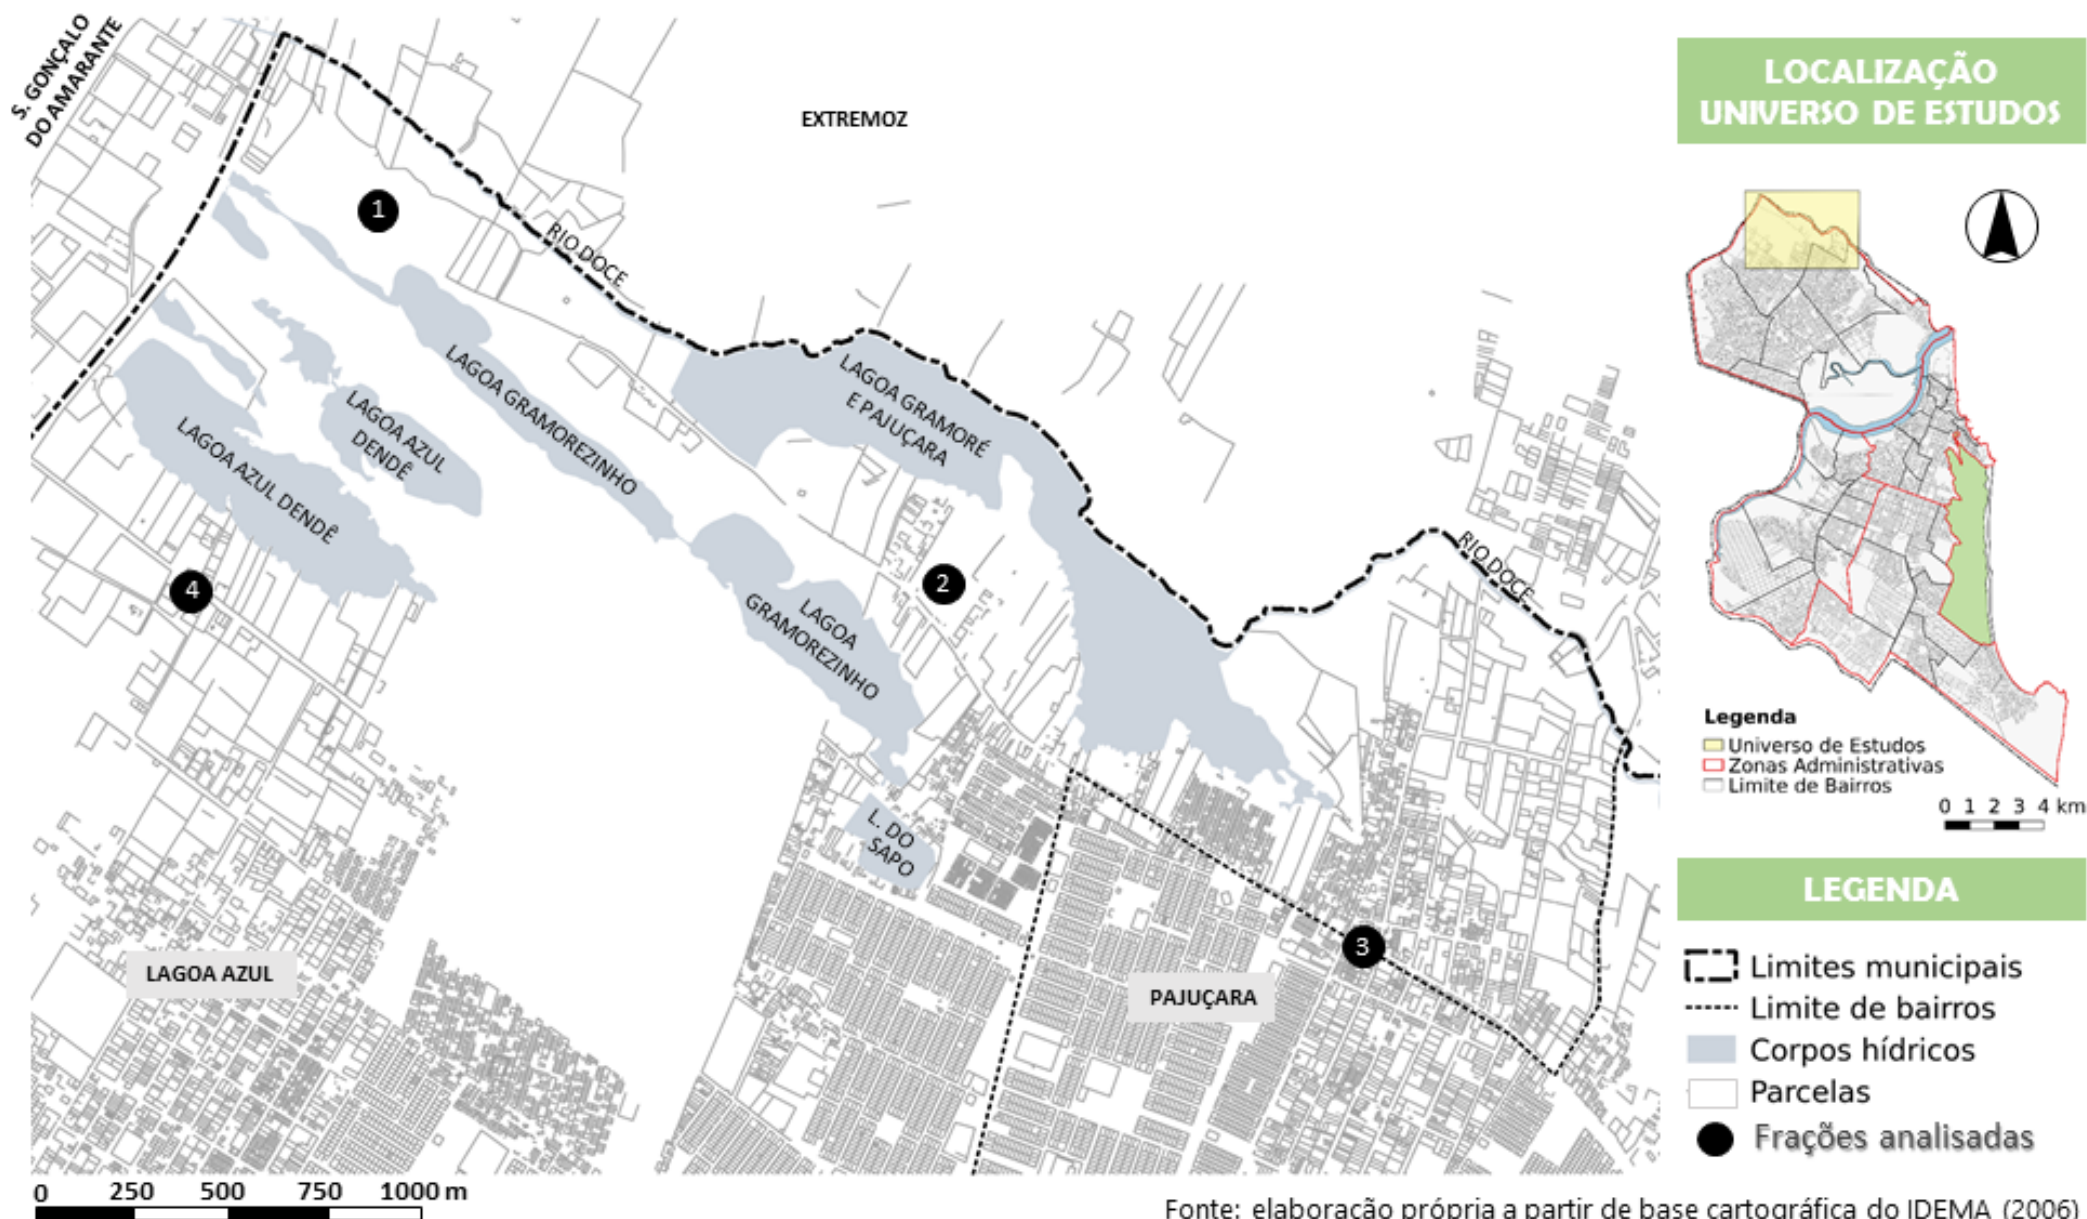 S. GONÇALO
DO AMARANTE
EXTREMOZ
1
RIO DOCE
LAGOA GRAMOREZINHO
LAGOA GRAMORÉ
E PAJUÇARA
LAGOA AZUL
DENDÊ
LAGOA AZUL DENDÊ
4
2
LAGOA
GRAMOREZINHO
RIO DOCE
L. DO
SAPO
3
LAGOA AZUL
PAJUÇARA
0 250 500 750 1000 m
LOCALIZAÇÃO
UNIVERSO DE ESTUDOS
Legenda
Universo de Estudos
Zonas Administrativas
Limite de Bairros
0 1 2 3 4 km
LEGENDA
Limites municipais
Limite de bairros
Corpos hídricos
Parcelas
Frações analisadas
Fonte: elaboração própria a partir de base cartográfica do IDEMA (2006)